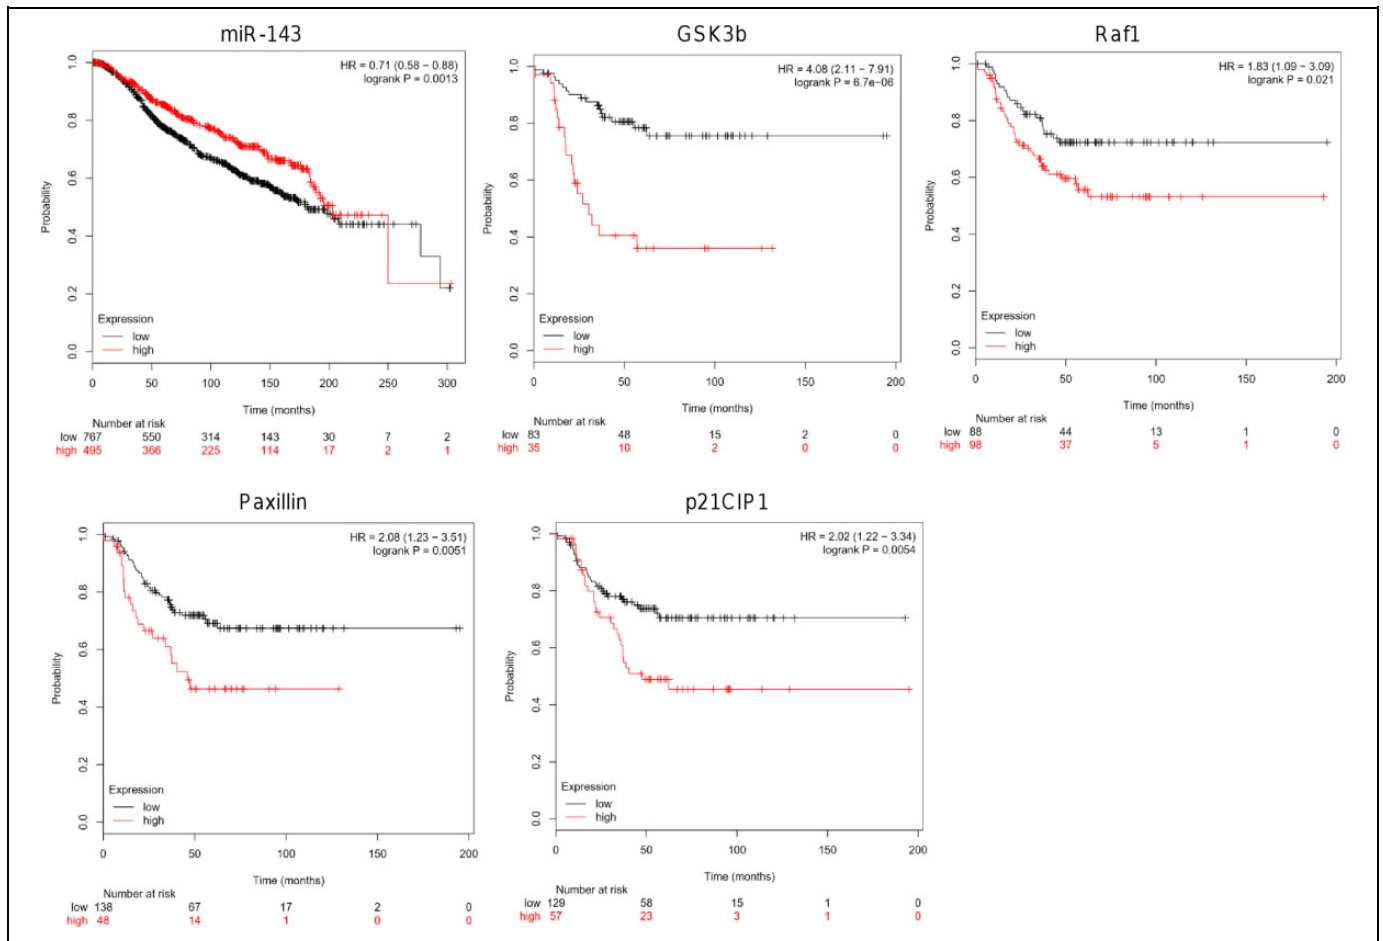 miR-143
HR = 0.71 (0.58 − 0.88)
logrank P = 0.0013
Probability
1.0
0.8
0.6
0.4
0.2
0.0
Expression
low
high
0 50 100 150 200 250 300
Time (months)
Number at risk
low 767 550 314 143 30 7 2
high 495 366 225 114 17 2 1
GSK3b
HR = 4.08 (2.11 − 7.91)
logrank P = 6.7e−06
Probability
1.0
0.8
0.6
0.4
0.2
0.0
Expression
low
high
0 50 100 150 200
Time (months)
Number at risk
low 83 48 15 2 0
high 35 10 2 0 0
Raf1
HR = 1.83 (1.09 − 3.09)
logrank P = 0.021
Probability
1.0
0.8
0.6
0.4
0.2
0.0
Expression
low
high
0 50 100 150 200
Time (months)
Number at risk
low 88 44 13 1 0
high 98 37 5 1 0
Paxillin
HR = 2.08 (1.23 − 3.51)
logrank P = 0.0051
Probability
1.0
0.8
0.6
0.4
0.2
0.0
Expression
low
high
0 50 100 150 200
Time (months)
Number at risk
low 138 67 17 2 0
high 48 14 1 0 0
p21CIP1
HR = 2.02 (1.22 − 3.34)
logrank P = 0.0054
Probability
1.0
0.8
0.6
0.4
0.2
0.0
Expression
low
high
0 50 100 150 200
Time (months)
Number at risk
low 129 58 15 1 0
high 57 23 3 1 0